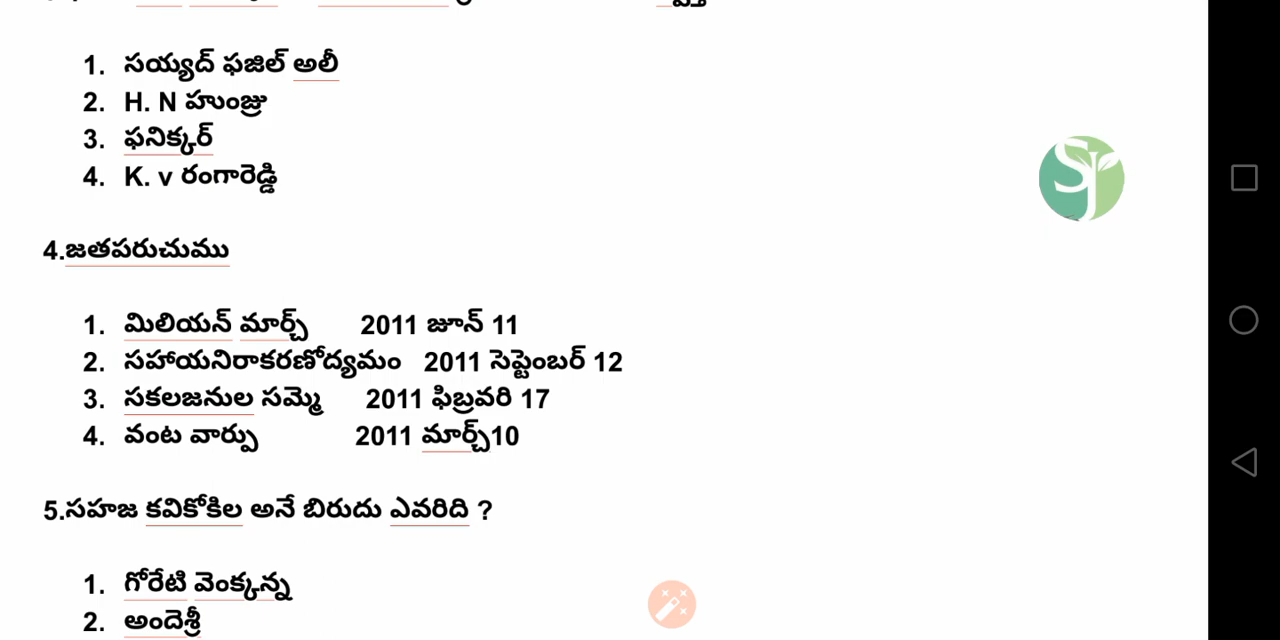 1. సయ్యద్ ఫజిల్ అలీ
2. H. N హుంజ్రు
3. ఫనిక్కర్
4. K. v రంగారెడ్డి
4.జతపరుచుము
1. మిలియన్ మార్చ్ 2011 జూన్ 11
2. సహాయనిరాకరణోద్యమం 2011 సెప్టెంబర్ 12
3. సకలజనుల సమ్మె 2011 ఫిబ్రవరి 17
4. వంట వార్పు 2011 మార్చ్10
5.సహజ కవికోకిల అనే బిరుదు ఎవరిది ?
1. గోరేటి వెంక్కన్న
2. అందెశ్రీ